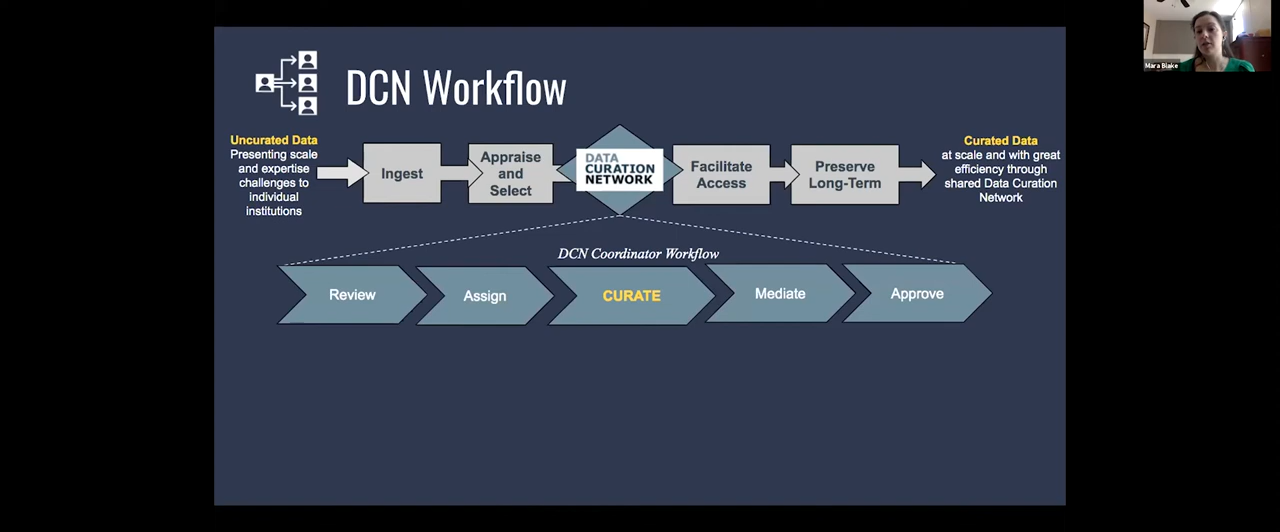 Mara Blake
DCN Workflow
Uncurated Data
Presenting scale
and expertise
challenges to
individual
institutions
Ingest
Appraise
and
Select
DATA
CURATION
NETWORK
Facilitate
Access
Preserve
Long-Term
Curated Data
at scale and with great
efficiency through
shared Data Curation
Network
DCN Coordinator Workflow
Review
Assign
CURATE
Mediate
Approve